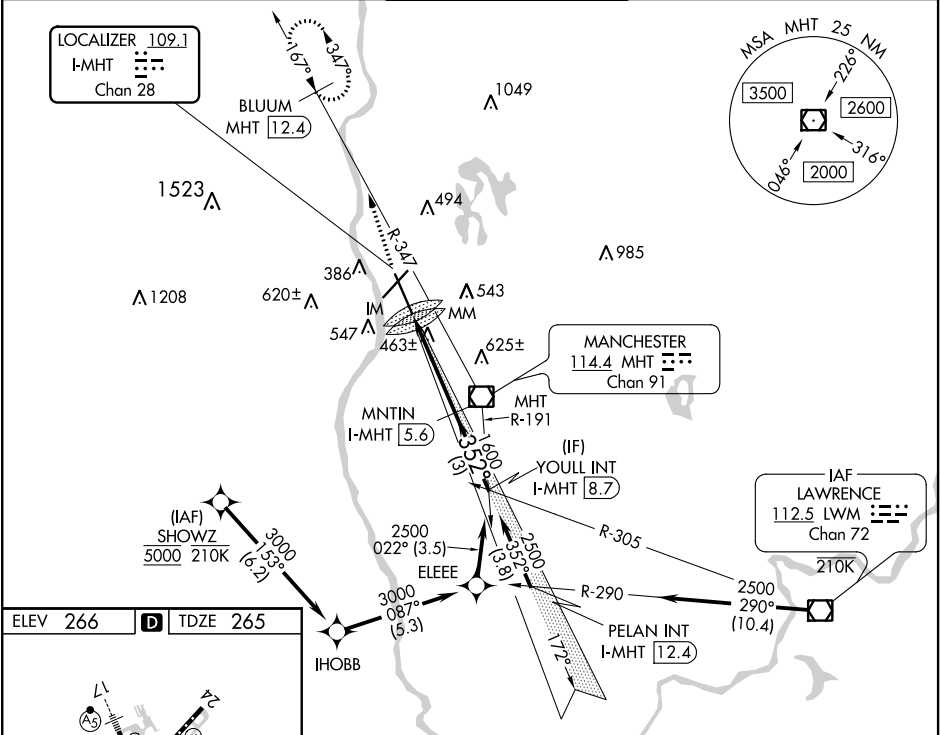 LOCALIZER 109.1
I-MHT
Chan 28
167°
347°
BLUUM
MHT 12.4
1049
MSA MHT 25 NM
226°
3500
2600
316°
046°
2000
1523
494
R-347
985
386
1208
620±
IM
543
547
MM
463±
625±
MANCHESTER
114.4 MHT
Chan 91
MHT
R-191
MNTIN
I-MHT 5.6
1600
352°
(3)
(IF)
YOULL INT
I-MHT 8.7
IAF
LAWRENCE
112.5 LWM
Chan 72
210K
(IAF)
SHOWZ
5000 210K
3000
153°
(6.2)
2500
022° (3.5)
R-305
ELEEE
2500
352°
(3.8)
R-290
2500
290°
(10.4)
3000
087°
(5.3)
PELAN INT
I-MHT 12.4
172°
IHOBB
ELEV 266 D TDZE 265
17
24
A5